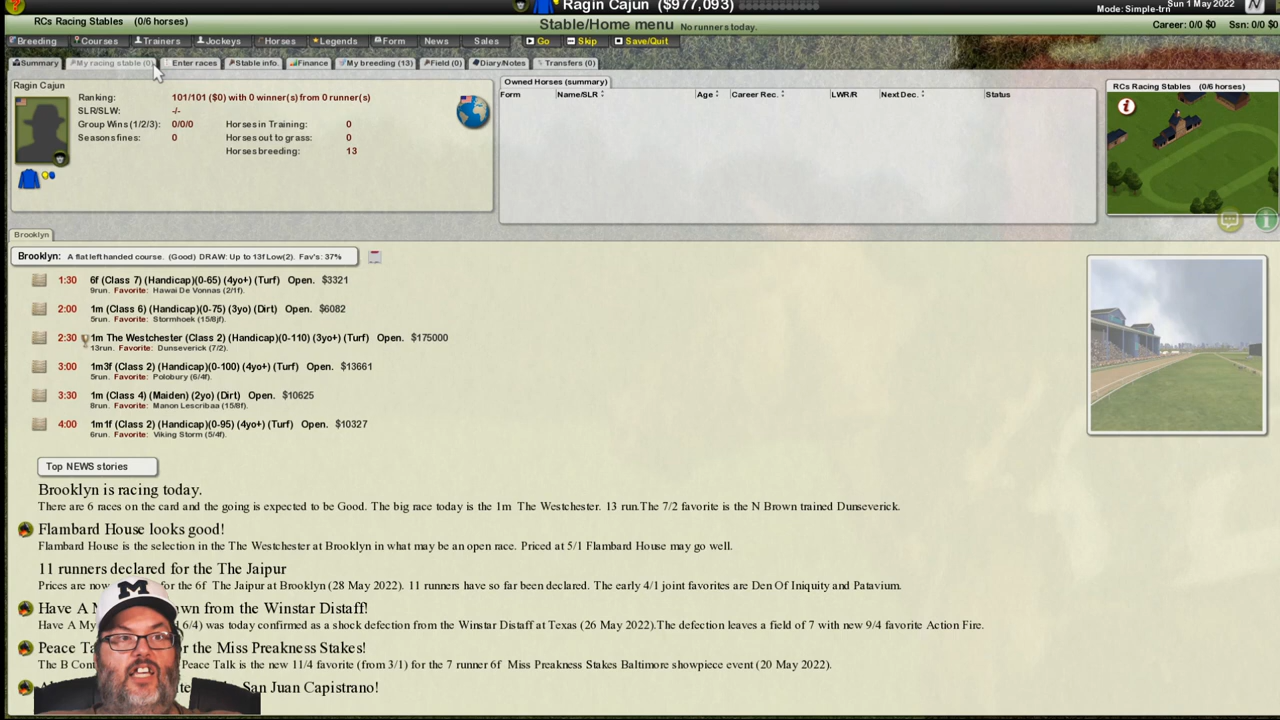 Ragin Cajun ($977,093)
Mode: Simple-trn Sun 1 May 2022
RCs Racing Stables (0/6 horses)
Stable/Home menu No runners today.
Career: 0/0 $0 Ssn: 0/0 $0
Breeding Courses Trainers Jockeys Horses Legends Form News Sales Go Skip Save/Quit
Summary My racing stable (0) Enter races Stable info. Finance My breeding (13) Field (0) Diary/Notes Transfers (0)
Ragin Cajun
Ranking: 101/101 ($0) with 0 winner(s) from 0 runner(s)
SLR/SLW: -/-
Group Wins (1/2/3): 0/0/0 Horses in Training: 0
Seasons fines: 0 Horses out to grass: 0
Horses breeding: 13
Owned Horses (summary)
Form Name/SLR Age Career Rec. LWR/R Next Dec. Status
RCs Racing Stables (0/6 horses)
Brooklyn
Brooklyn: A flat left handed course. (Good) DRAW: Up to 13f Low(2). Fav's: 37%
1:30 6f (Class 7) (Handicap)(0-65) (4yo+) (Turf) Open. $3321
9run. Favorite: Hawai De Vonnas (2/1f).
2:00 1m (Class 6) (Handicap)(0-75) (3yo) (Dirt) Open. $6082
5run. Favorite: Stormhoek (15/8jf).
2:30 1m The Westchester (Class 2) (Handicap)(0-110) (3yo+) (Turf) Open. $175000
13run. Favorite: Dunseverick (7/2).
3:00 1m3f (Class 2) (Handicap)(0-100) (4yo+) (Turf) Open. $13661
5run. Favorite: Polobury (6/4f).
3:30 1m (Class 4) (Maiden) (2yo) (Dirt) Open. $10625
8run. Favorite: Manon Lescribaa (15/8f).
4:00 1m1f (Class 2) (Handicap)(0-95) (4yo+) (Turf) Open. $10327
6run. Favorite: Viking Storm (5/4f).
Top NEWS stories
Brooklyn is racing today.
There are 6 races on the card and the going is expected to be Good. The big race today is the 1m The Westchester. 13 run.The 7/2 favorite is the N Brown trained Dunseverick.
Flambard House looks good!
Flambard House is the selection in the The Westchester at Brooklyn in what may be an open race. Priced at 5/1 Flambard House may go well.
11 runners declared for the The Jaipur
Prices are now for the 6f The Jaipur at Brooklyn (28 May 2022). 11 runners have so far been declared. The early 4/1 joint favorites are Den Of Iniquity and Patavium.
Have A from the Winstar Distaff!
Have A My 6/4) was today confirmed as a shock defection from the Winstar Distaff at Texas (26 May 2022).The defection leaves a field of 7 with new 9/4 favorite Action Fire.
Peace for the Miss Preakness Stakes!
The B Peace Talk is the new 11/4 favorite (from 3/1) for the 7 runner 6f Miss Preakness Stakes Baltimore showpiece event (20 May 2022).
San Juan Capistrano!
M